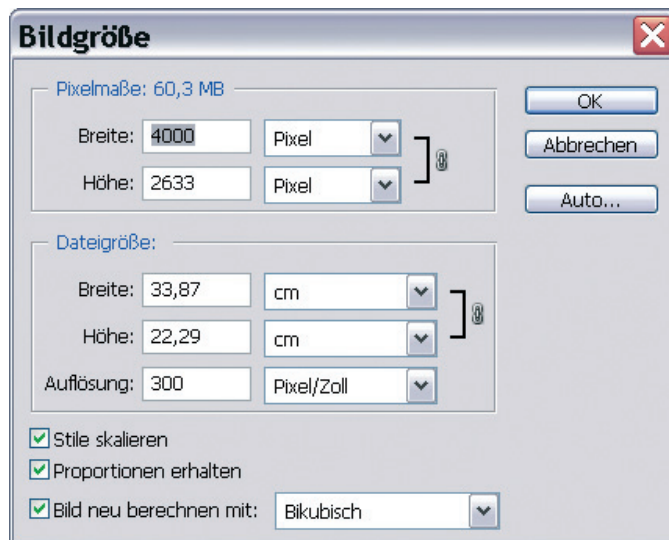 Bildgröße
Pixelmaße: 60,3 MB
Breite: 4000 Pixel
Höhe: 2633 Pixel
OK
Abbrechen
Auto...
Dateigröße:
Breite: 33,87 cm
Höhe: 22,29 cm
Auflösung: 300 Pixel/Zoll
Stile skalieren
Proportionen erhalten
Bild neu berechnen mit: Bikubisch